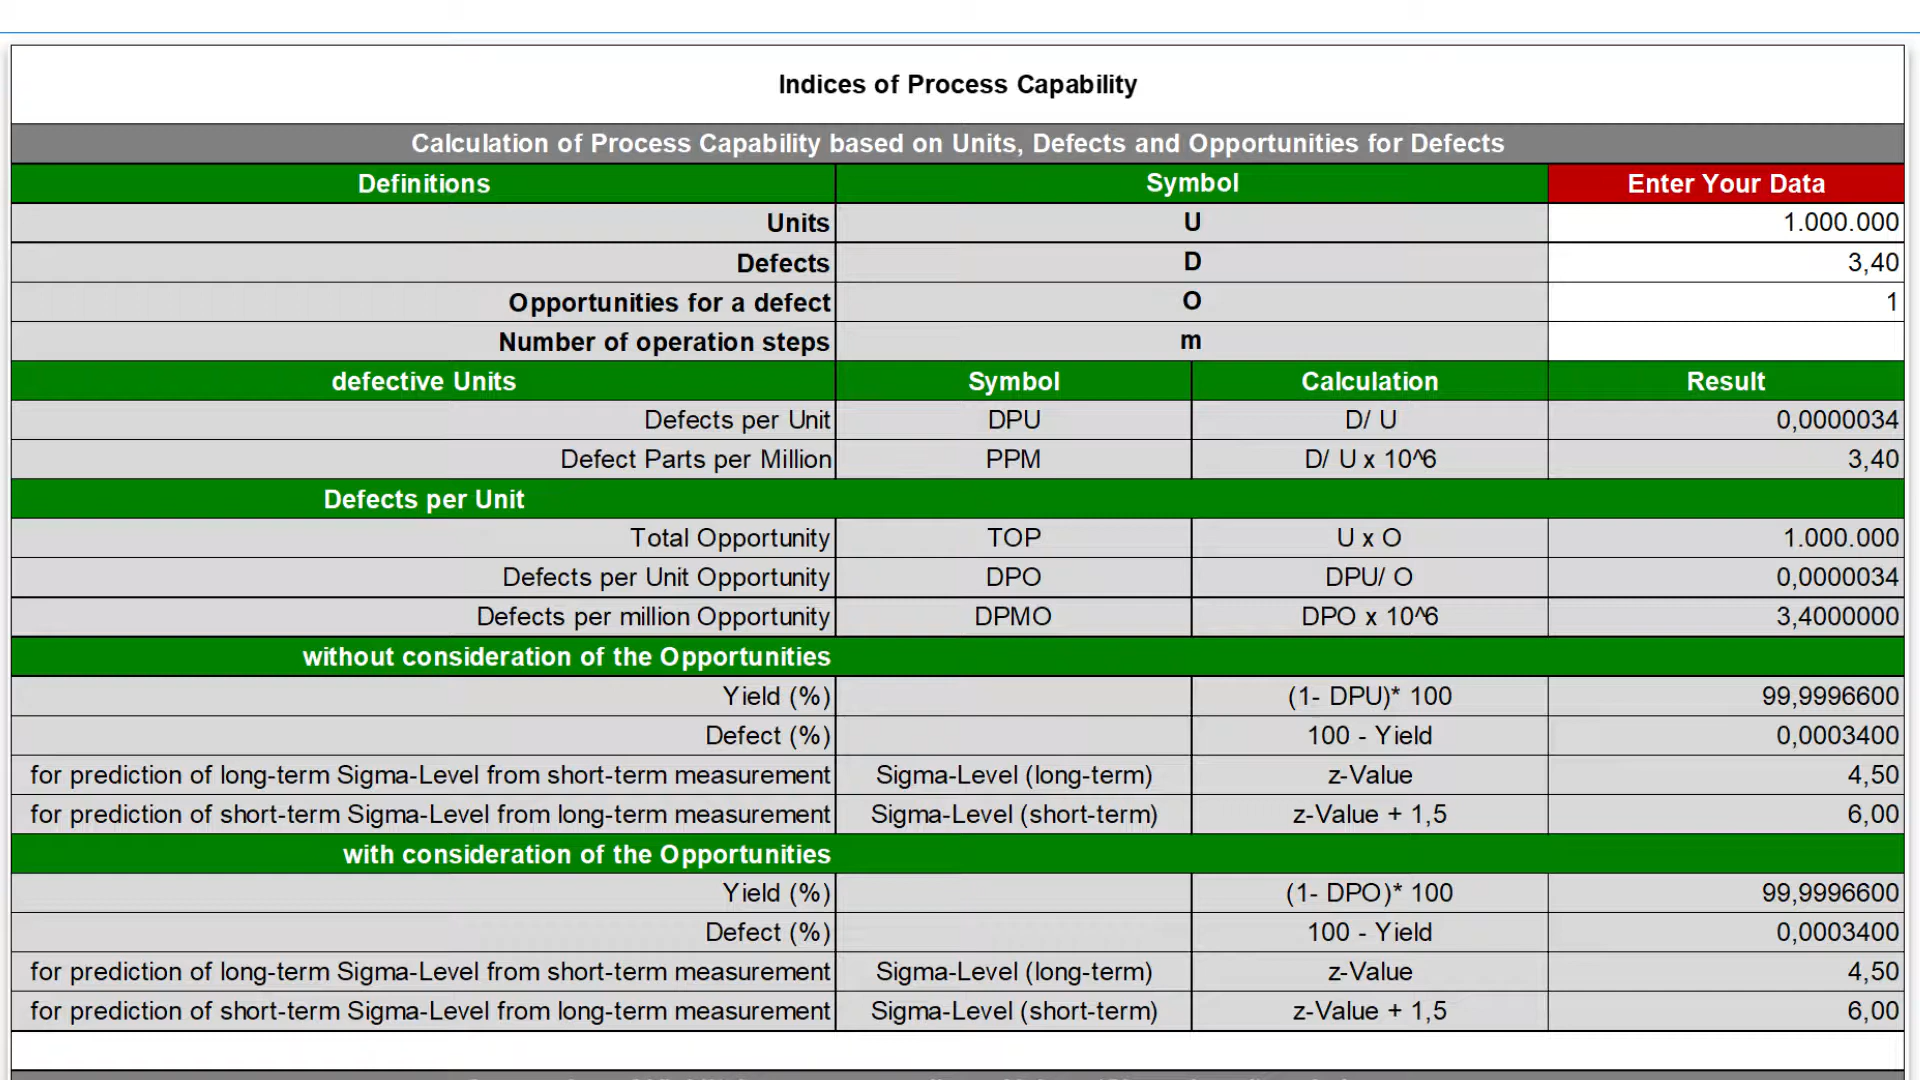 Indices of Process Capability
Calculation of Process Capability based on Units, Defects and Opportunities for Defects
Definitions Symbol Enter Your Data
Units U 1.000.000
Defects D 3,40
Opportunities for a defect O 1
Number of operation steps m
defective Units Symbol Calculation Result
Defects per Unit DPU D/ U 0,0000034
Defect Parts per Million PPM D/ U x 10^6 3,40
Defects per Unit
Total Opportunity TOP U x O 1.000.000
Defects per Unit Opportunity DPO DPU/ O 0,0000034
Defects per million Opportunity DPMO DPO x 10^6 3,4000000
without consideration of the Opportunities
Yield (%) (1- DPU)* 100 99,9996600
Defect (%) 100 - Yield 0,0003400
for prediction of long-term Sigma-Level from short-term measurement Sigma-Level (long-term) z-Value 4,50
for prediction of short-term Sigma-Level from long-term measurement Sigma-Level (short-term) z-Value + 1,5 6,00
with consideration of the Opportunities
Yield (%) (1- DPO)* 100 99,9996600
Defect (%) 100 - Yield 0,0003400
for prediction of long-term Sigma-Level from short-term measurement Sigma-Level (long-term) z-Value 4,50
for prediction of short-term Sigma-Level from long-term measurement Sigma-Level (short-term) z-Value + 1,5 6,00